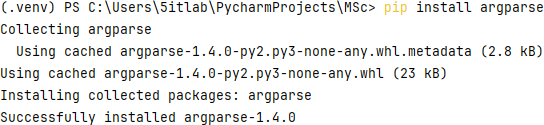 (.venv) PS C:\Users\5itlab\PycharmProjects\MSc> pip install argparse
Collecting argparse
  Using cached argparse-1.4.0-py2.py3-none-any.whl.metadata (2.8 kB)
Using cached argparse-1.4.0-py2.py3-none-any.whl (23 kB)
Installing collected packages: argparse
Successfully installed argparse-1.4.0